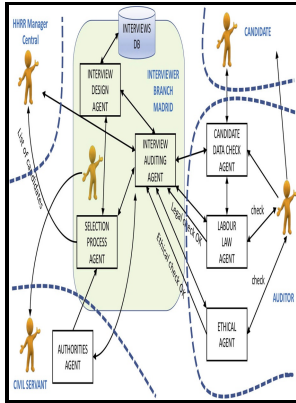 HHRR Manager
Central
INTERVIEWS
DB
CANDIDATE
INTERVIEW
DESIGN
AGENT
INTERVIEWER
BRANCH
MADRID
INTERVIEW
AUDITING
AGENT
CANDIDATE
DATA CHECK
AGENT
List of Candidates
SELECTION
PROCESS
AGENT
Legal check OK
Ethical check OK
LABOUR
LAW
AGENT
check
check
AUDITOR
ETHICAL
AGENT
AUTHORITIES
AGENT
CIVIL SERVANT